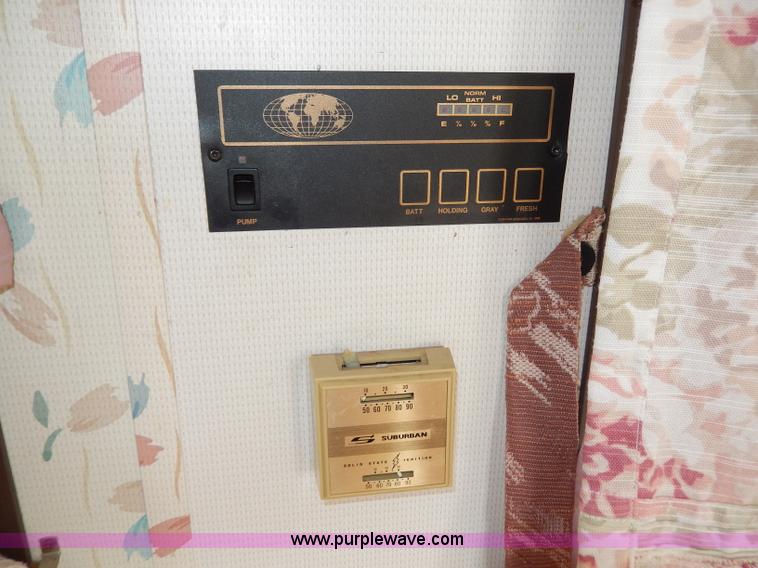 NORM
LO BATT HI
E ¼ ½ ¾ F
PUMP
BATT HOLDING GRAY FRESH
10 20 30
50 60 70 80 90
SUBURBAN
SOLID STATE IGNITION
50 60 70 80 90
www.purplewave.com